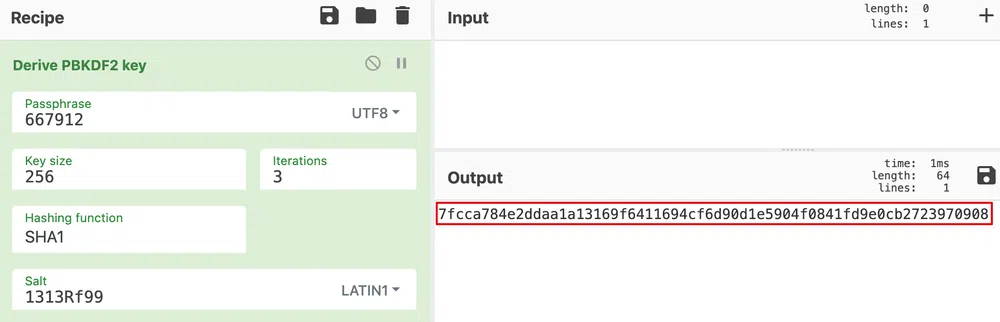 Recipe
Derive PBKDF2 key
Passphrase
667912
UTF8
Key size
256
Iterations
3
Hashing function
SHA1
Salt
1313Rf99
LATIN1
Input
length: 0
lines: 1
+
Output
time: 1ms
length: 64
lines: 1
7fcca784e2ddaa1a13169f6411694cf6d90d1e5904f0841fd9e0cb2723970908